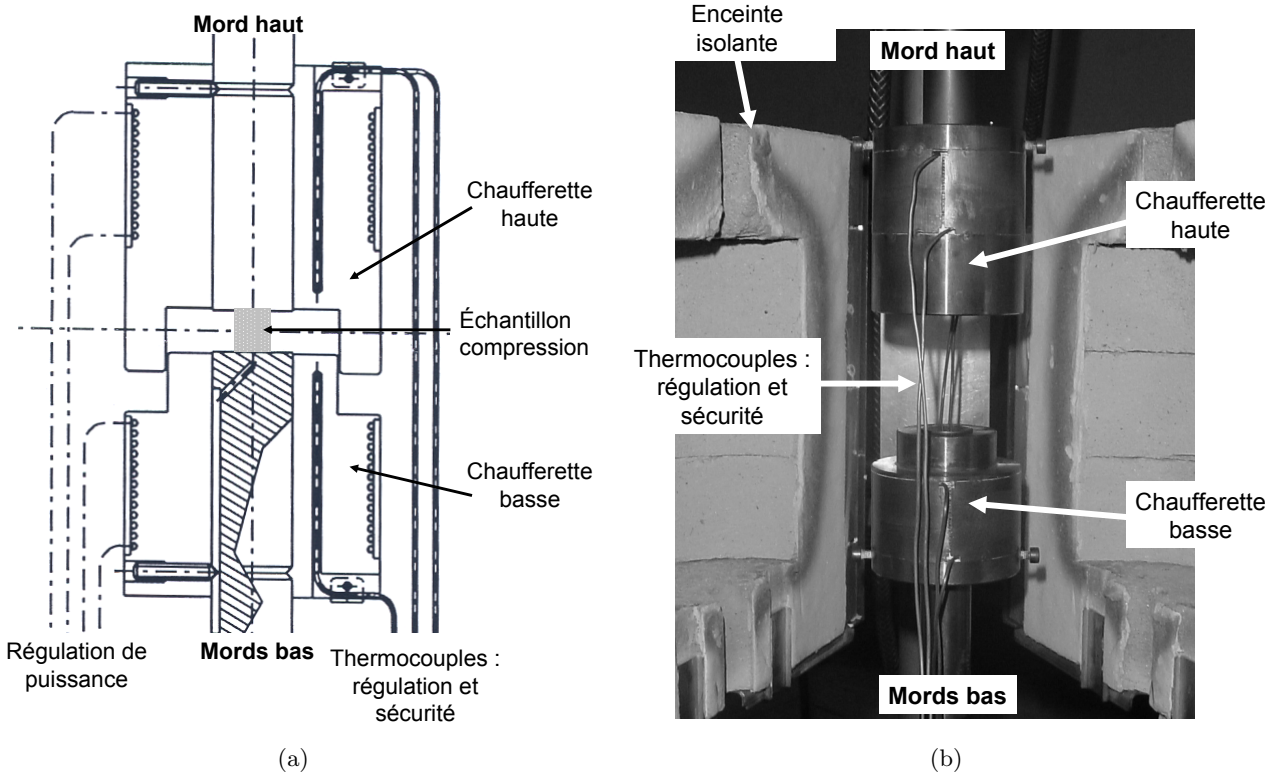 Mord haut
Chaufferette
haute
Échantillon
compression
Chaufferette
basse
Régulation de
puissance
Mords bas
Thermocouples :
régulation et
sécurité
(a)
Enceinte
isolante
Mord haut
Chaufferette
haute
Thermocouples :
régulation et
sécurité
Chaufferette
basse
Mords bas
(b)